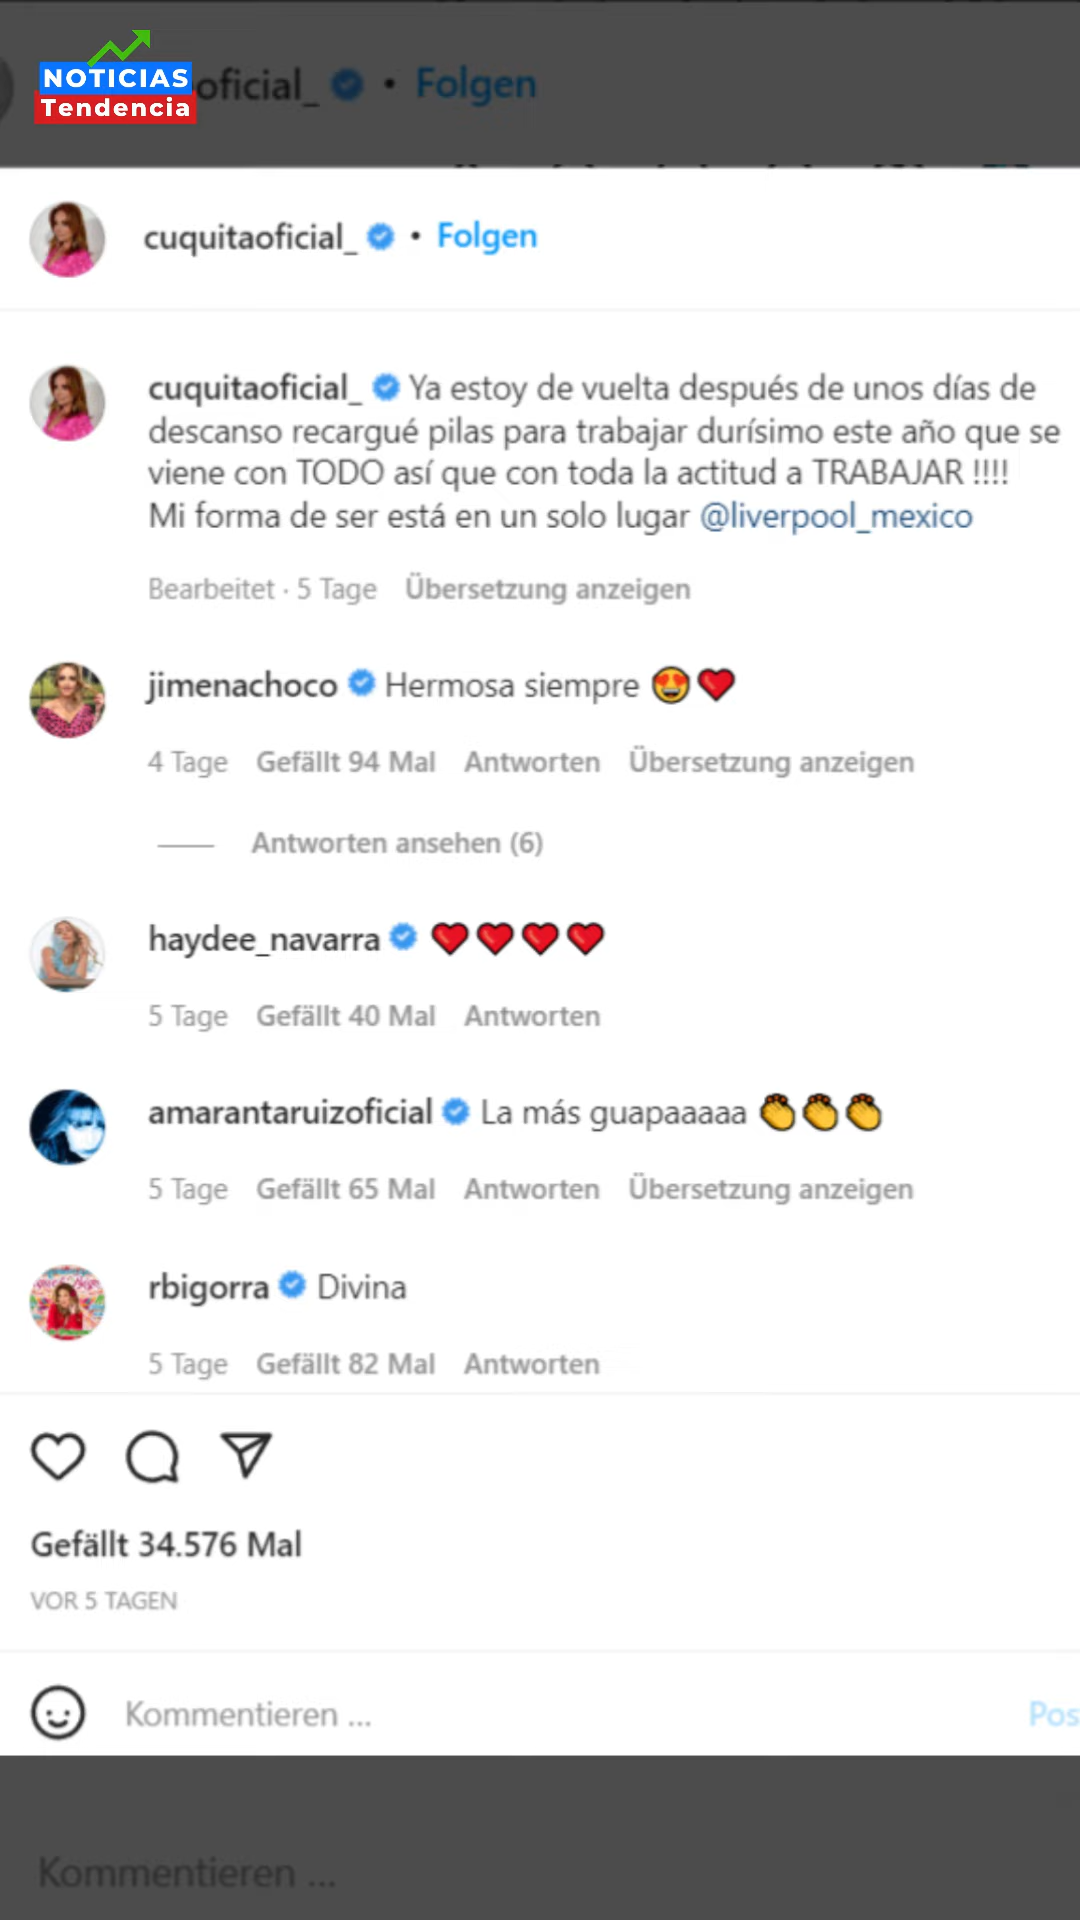 NOTICIAS
Tendencia
oficial_ • Folgen
cuquitaoficial_ • Folgen
cuquitaoficial_ Ya estoy de vuelta después de unos días de
descanso recargué pilas para trabajar durísimo este año que se
viene con TODO así que con toda la actitud a TRABAJAR !!!!
Mi forma de ser está en un solo lugar @liverpool_mexico
Bearbeitet · 5 Tage Übersetzung anzeigen
jimenachoco Hermosa siempre 😍❤️
4 Tage Gefällt 94 Mal Antworten Übersetzung anzeigen
Antworten ansehen (6)
haydee_navarra ❤️❤️❤️❤️
5 Tage Gefällt 40 Mal Antworten
amarantaruizoficial La más guapaaaaa 👏👏👏
5 Tage Gefällt 65 Mal Antworten Übersetzung anzeigen
rbigorra Divina
5 Tage Gefällt 82 Mal Antworten
Gefällt 34.576 Mal
VOR 5 TAGEN
Kommentieren ...
Pos
Kommentieren ...